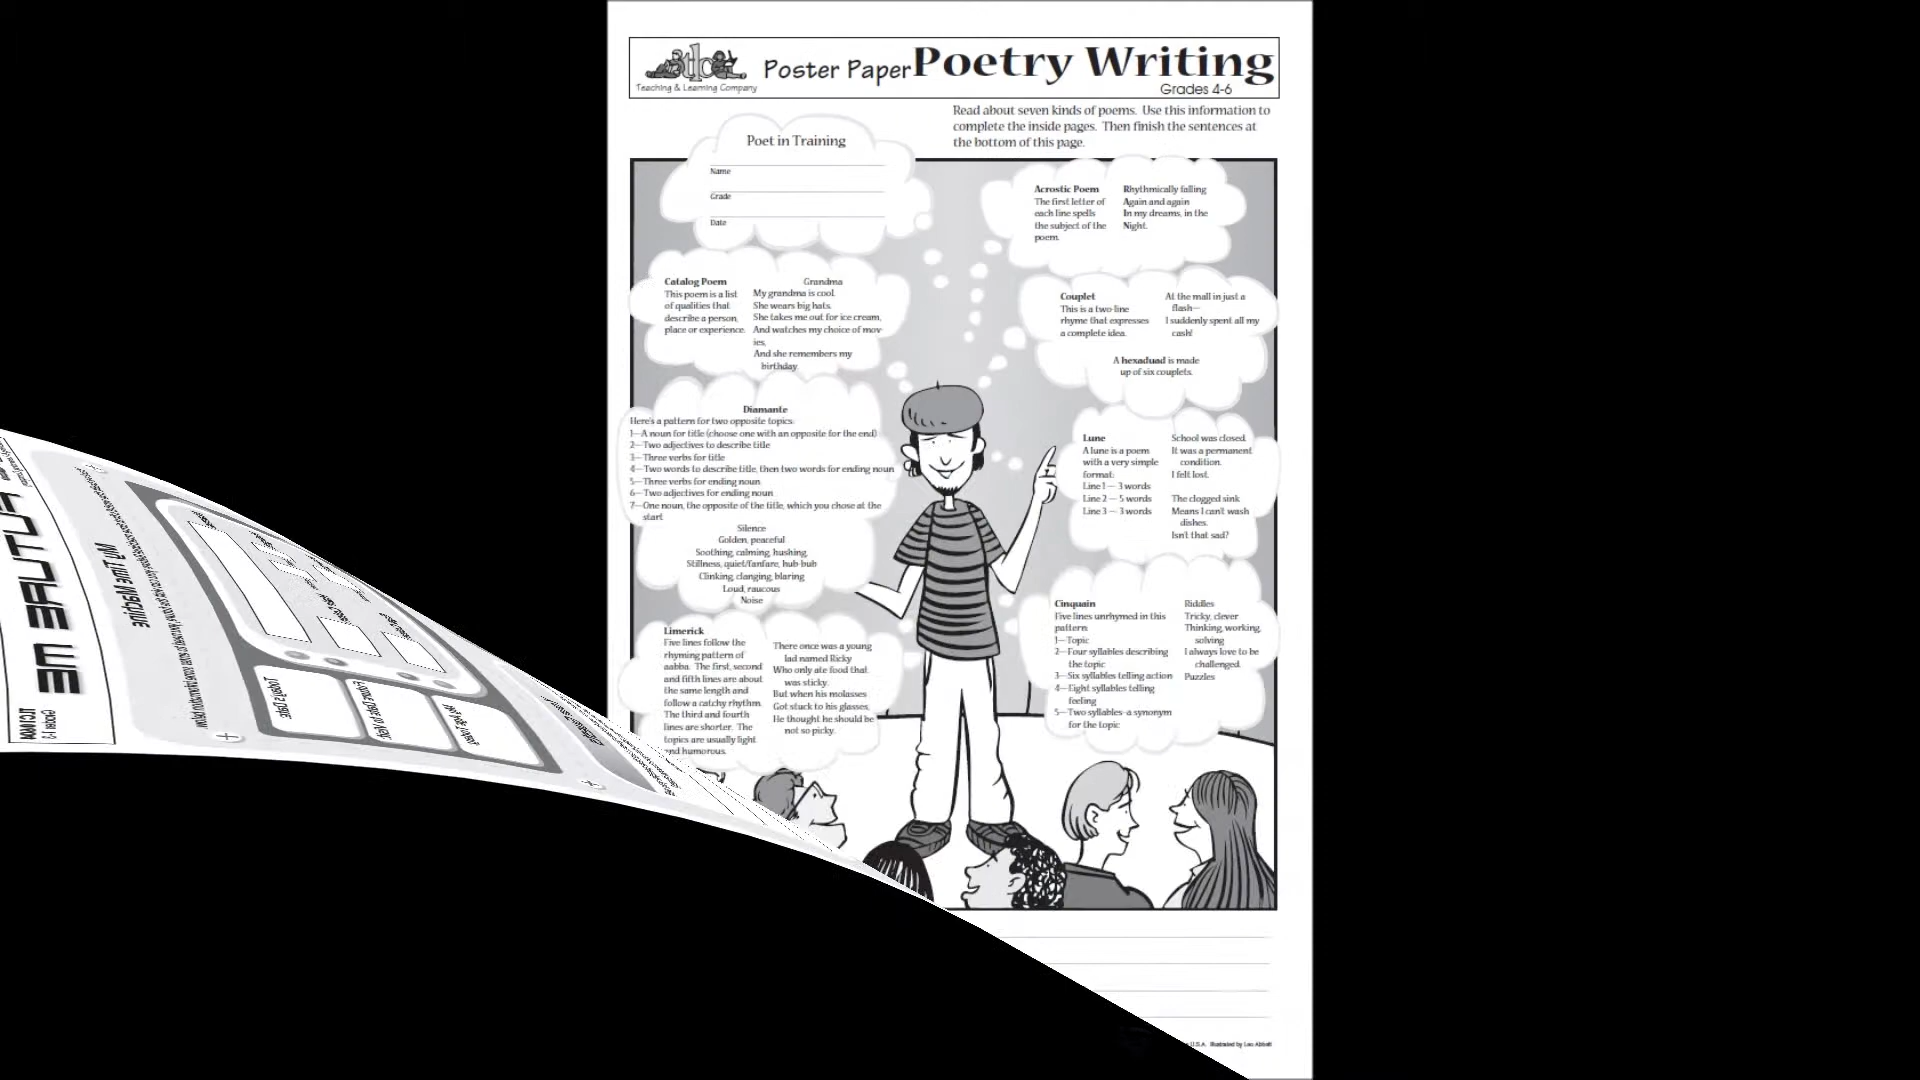 Teaching & Learning Company
Poster Paper Poetry Writing
Grades 4-6
Read about seven kinds of poems. Use this information to
complete the inside pages. Then finish the sentences at
the bottom of this page.
Poet in Training
Name
Grade
Date
Acrostic Poem
The first letter of
each line spells
the subject of the
poem.
Rhythmically falling
Again and again
In my dreams, in the
Night.
Catalog Poem
This poem is a list
of qualities that
describe a person,
place or experience.
Grandma
My grandma is cool.
She wears big hats.
She takes me out for ice cream,
And watches my choice of mov-
ies,
And she remembers my
birthday.
Couplet
This is a two-line
rhyme that expresses
a complete idea.
At the mall in just a
flash—
I suddenly spent all my
cash!
A hexaduad is made
up of six couplets.
Diamante
Here's a pattern for two opposite topics:
1—A noun for title (choose one with an opposite for the end)
2—Two adjectives to describe title
3—Three verbs for title
4—Two words to describe title, then two words for ending noun
5—Three verbs for ending noun
6—Two adjectives for ending noun
7—One noun, the opposite of the title, which you chose at the
start
Silence
Golden, peaceful
Soothing, calming, hushing,
Stillness, quiet/fanfare, hub-bub
Clinking, clanging, blaring
Loud, raucous
Noise
Lune
A lune is a poem
with a very simple
format:
Line 1 — 3 words
Line 2 — 5 words
Line 3 — 3 words
School was closed.
It was a permanent
condition.
I felt lost.
The clogged sink
Means I can't wash
dishes.
Isn't that sad?
Limerick
Five lines follow the
rhyming pattern of
aabba. The first, second
and fifth lines are about
the same length and
follow a catchy rhythm.
The third and fourth
lines are shorter. The
topics are usually light
and humorous.
There once was a young
lad named Ricky
Who only ate food that
was sticky.
But when his molasses
Got stuck to his glasses,
He thought he should be
not so picky.
Cinquain
Five lines unrhymed in this
pattern:
1—Topic
2—Four syllables describing
the topic
3—Six syllables telling action
4—Eight syllables telling
feeling
5—Two syllables-a synonym
for the topic
Riddles
Tricky, clever
Thinking, working,
solving
I always love to be
challenged.
Puzzles
U.S.A. Illustrated by Leo Abbett
FUTURE ME
My Time Machine
Today's Date